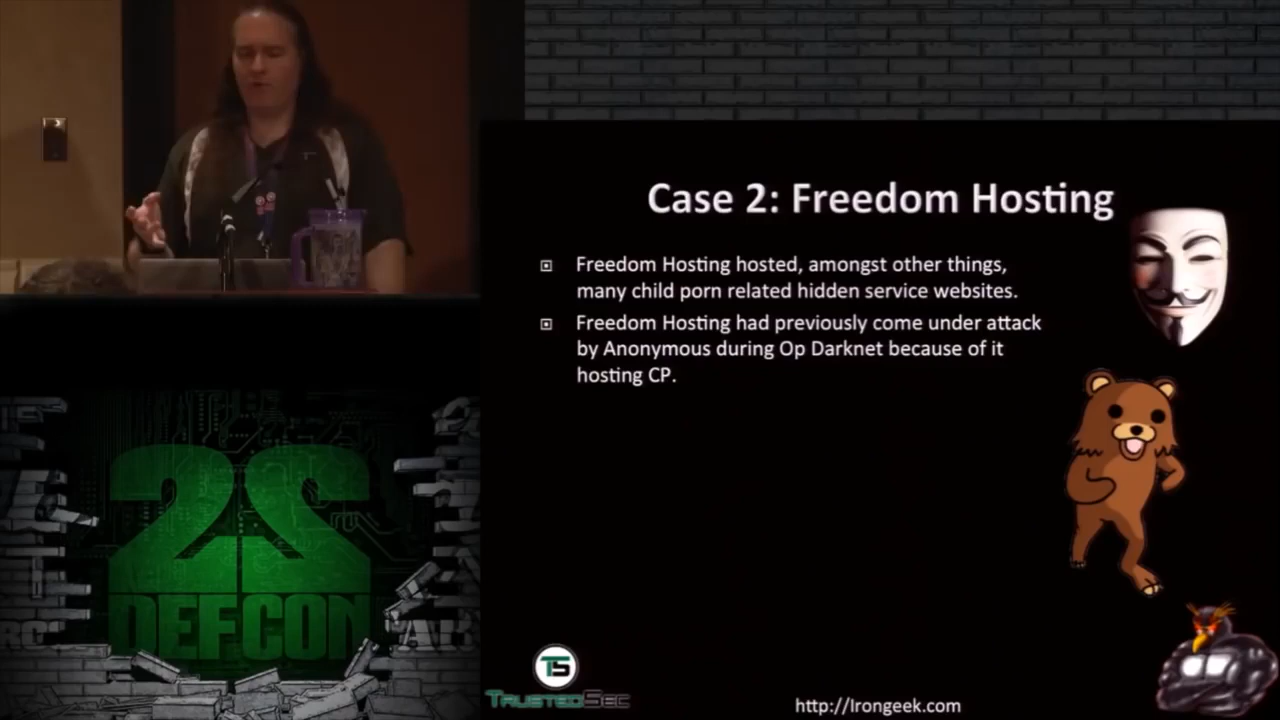 Case 2: Freedom Hosting
Freedom Hosting hosted, amongst other things,
many child porn related hidden service websites.
Freedom Hosting had previously come under attack
by Anonymous during Op Darknet because of it
hosting CP.
22
DEFCON
TS
TRUSTEDSEC
http://Irongeek.com